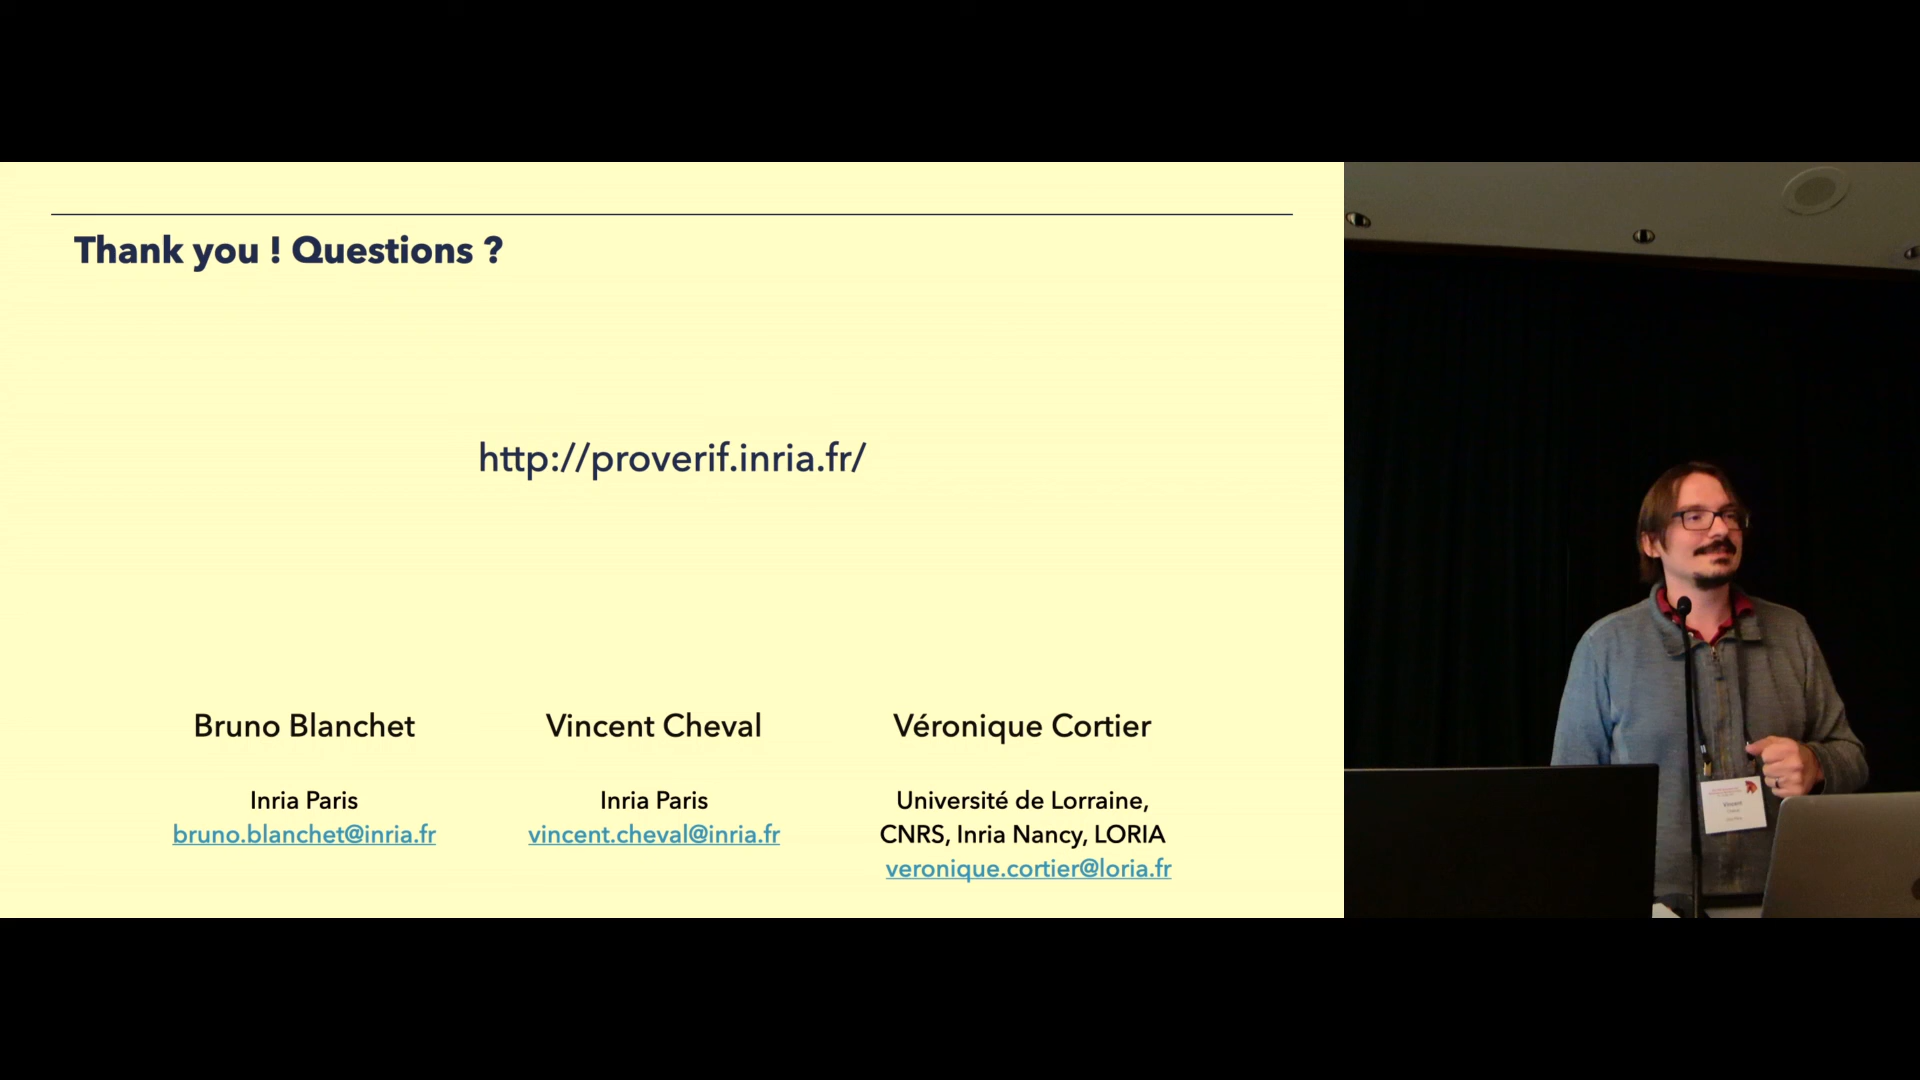 Thank you ! Questions ?
http://proverif.inria.fr/
Bruno Blanchet
Inria Paris
bruno.blanchet@inria.fr
Vincent Cheval
Inria Paris
vincent.cheval@inria.fr
Véronique Cortier
Université de Lorraine,
CNRS, Inria Nancy, LORIA
veronique.cortier@loria.fr
Vincent